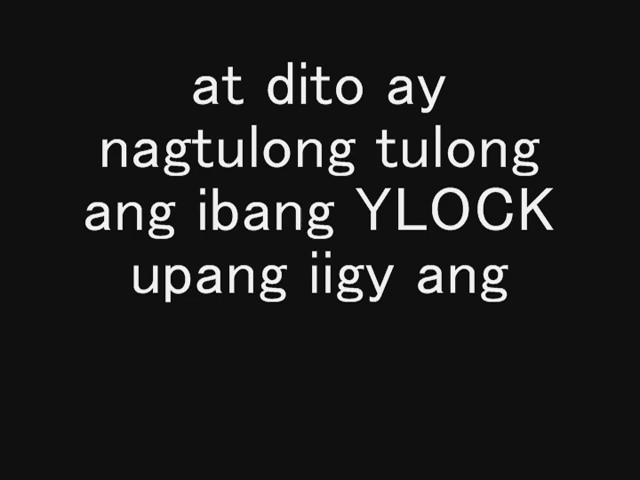 at dito ay
nagtulong tulong
ang ibang YLOCK
upang iigy ang